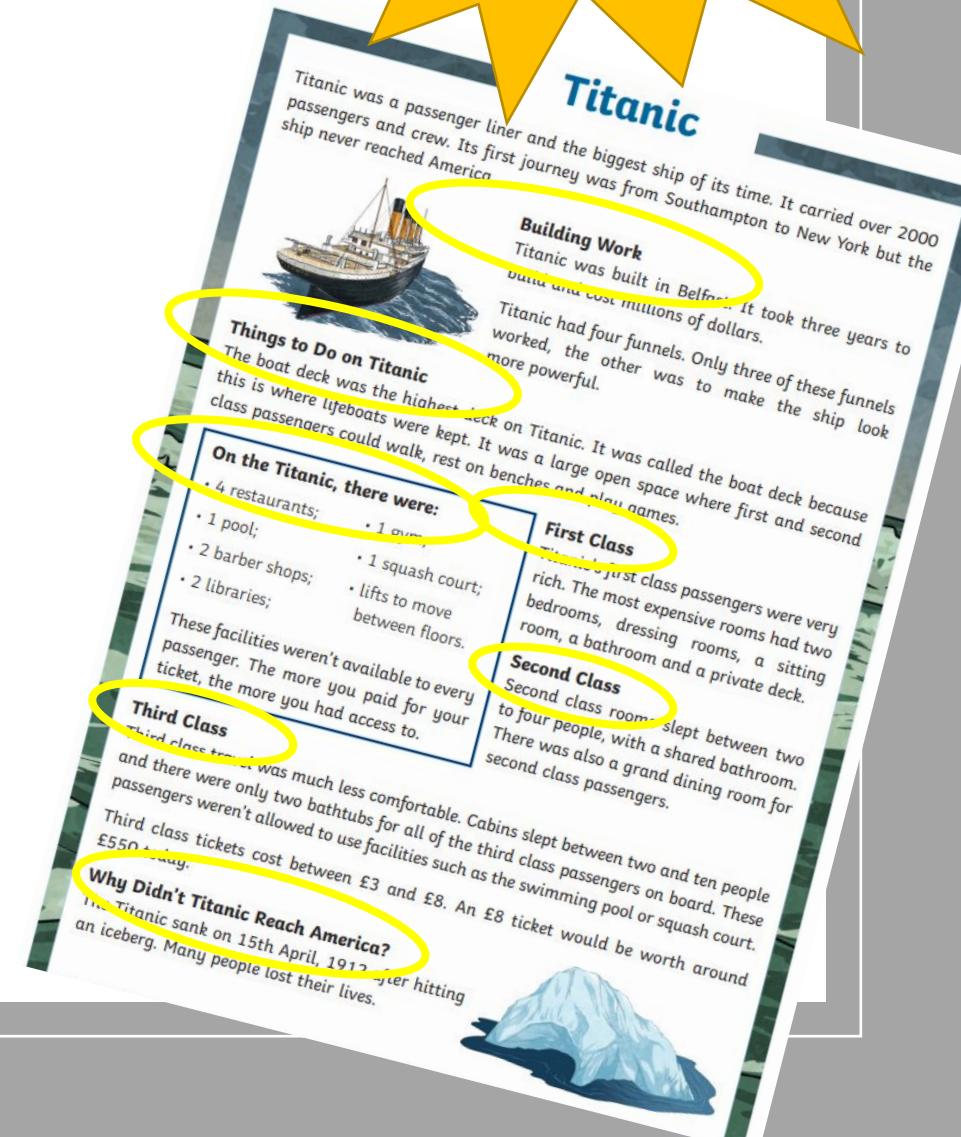 Titanic
Titanic was a passenger liner and the biggest ship of its time. It carried over 2000
passengers and crew. Its first journey was from Southampton to New York but the
ship never reached America.
Building Work
Titanic was built in Belfast. It took three years to
build and cost millions of dollars.
Titanic had four funnels. Only three of these funnels
worked, the other was to make the ship look
more powerful.
Things to Do on Titanic
The boat deck was the highest deck on Titanic. It was called the boat deck because
this is where lifeboats were kept. It was a large open space where first and second
class passengers could walk, rest on benches and play games.
On the Titanic, there were:
• 4 restaurants;
• 1 pool;
• 2 barber shops;
• 2 libraries;
• 1 gym;
• 1 squash court;
• lifts to move
between floors.
These facilities weren't available to every
passenger. The more you paid for your
ticket, the more you had access to.
First Class
Titanic's first class passengers were very
rich. The most expensive rooms had two
bedrooms, dressing rooms, a sitting
room, a bathroom and a private deck.
Second Class
Second class rooms slept between two
to four people, with a shared bathroom.
There was also a grand dining room for
second class passengers.
Third Class
Third class travel was much less comfortable. Cabins slept between two and ten people
and there were only two bathtubs for all of the third class passengers on board. These
passengers weren't allowed to use facilities such as the swimming pool or squash court.
Third class tickets cost between £3 and £8. An £8 ticket would be worth around
£550 today.
Why Didn't Titanic Reach America?
The Titanic sank on 15th April, 1912 after hitting
an iceberg. Many people lost their lives.